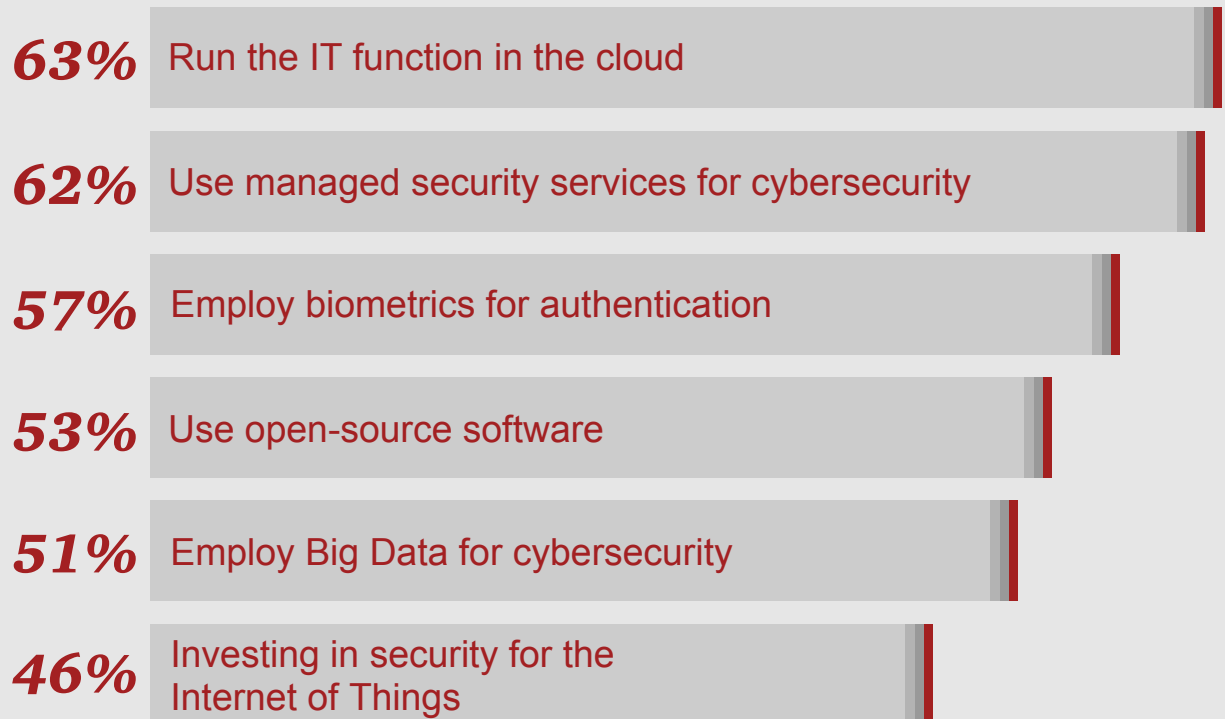 63% Run the IT function in the cloud
62% Use managed security services for cybersecurity
57% Employ biometrics for authentication
53% Use open-source software
51% Employ Big Data for cybersecurity
46% Investing in security for the
Internet of Things